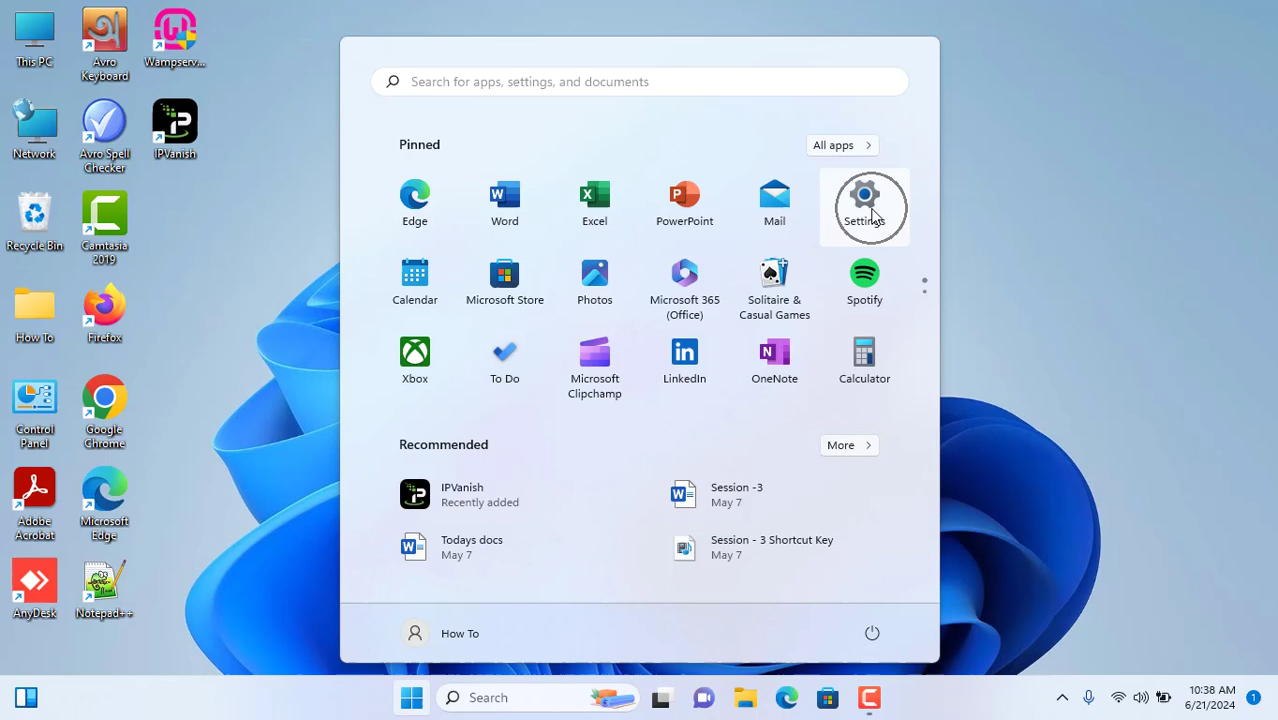 This PC
Avro
Keyboard
Wampserv...
Network
Avro Spell
Checker
IPVanish
Recycle Bin
Camtasia
2019
How To
Firefox
Control
Panel
Google
Chrome
Adobe
Acrobat
Microsoft
Edge
AnyDesk
Notepad++
Search for apps, settings, and documents
Pinned
All apps
Edge
Word
Excel
PowerPoint
Mail
Settings
Calendar
Microsoft Store
Photos
Microsoft 365
(Office)
Solitaire &
Casual Games
Spotify
Xbox
To Do
Microsoft
Clipchamp
LinkedIn
OneNote
Calculator
Recommended
More
IPVanish
Recently added
Session -3
May 7
Todays docs
May 7
Session - 3 Shortcut Key
May 7
How To
Search
10:38 AM
6/21/2024
1